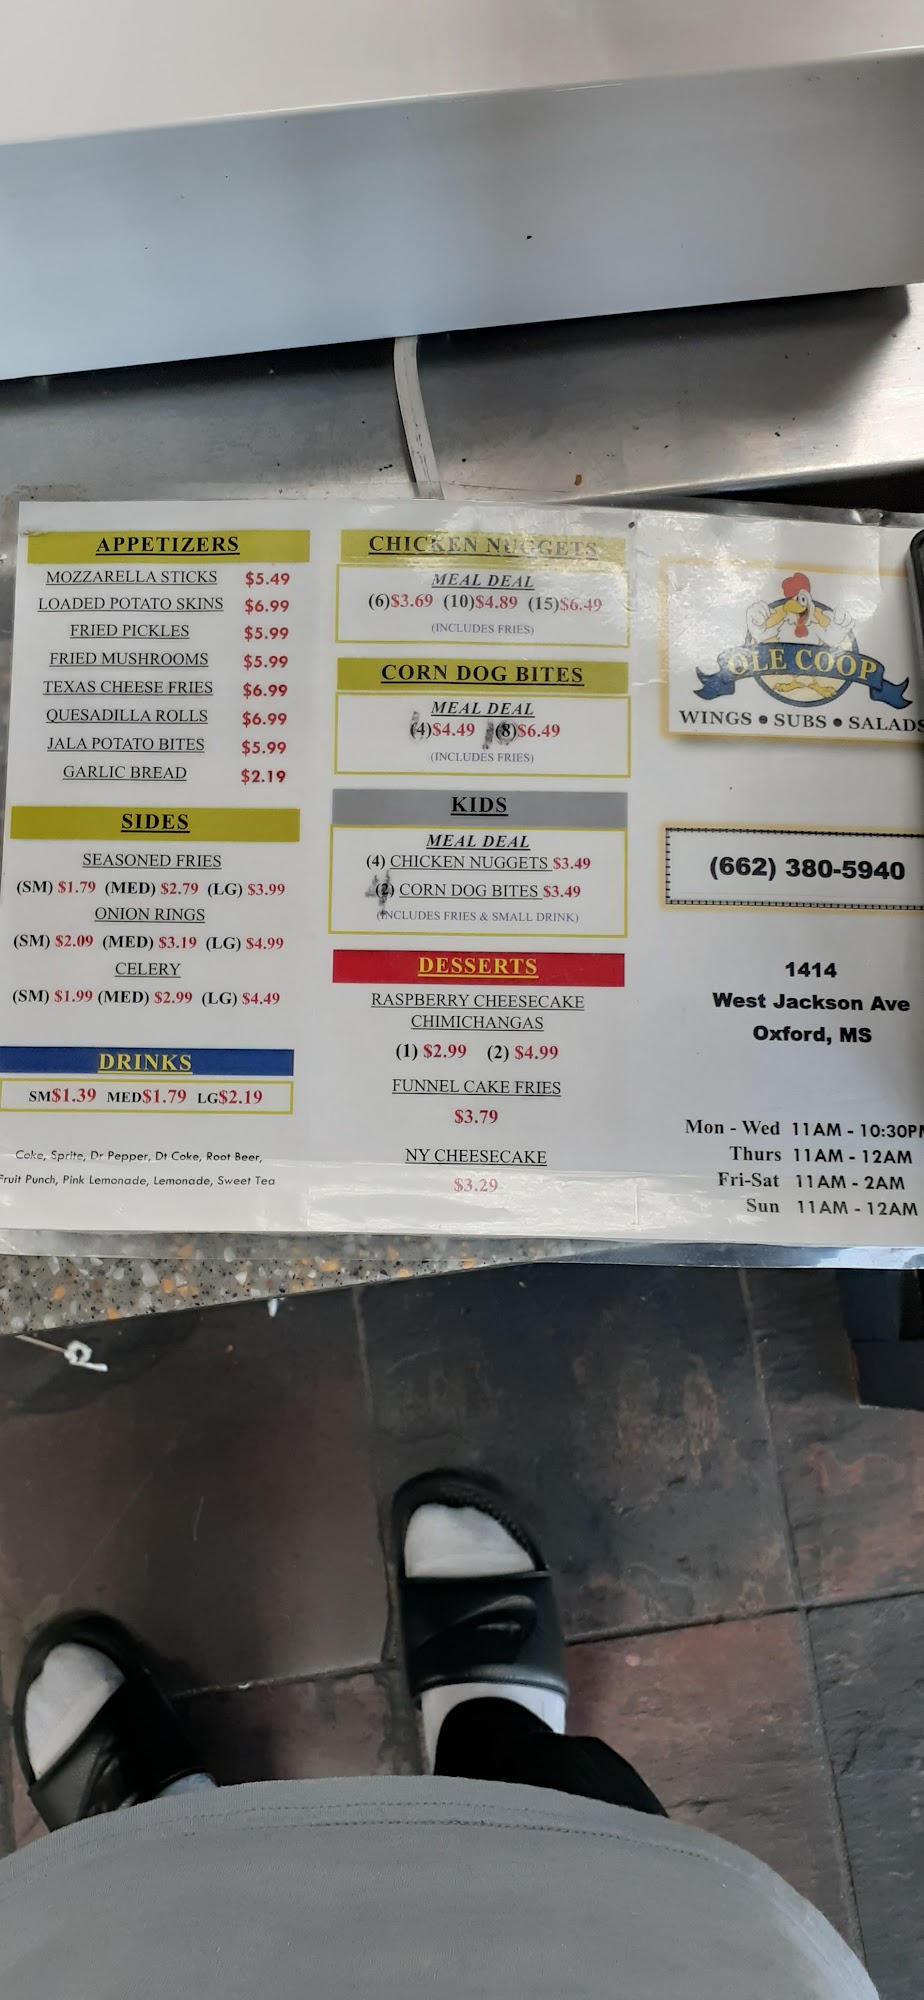 APPETIZERS
MOZZARELLA STICKS $5.49
LOADED POTATO SKINS $6.99
FRIED PICKLES $5.99
FRIED MUSHROOMS $5.99
TEXAS CHEESE FRIES $6.99
QUESADILLA ROLLS $6.99
JALA POTATO BITES $5.99
GARLIC BREAD $2.19
SIDES
SEASONED FRIES
(SM) $1.79 (MED) $2.79 (LG) $3.99
ONION RINGS
(SM) $2.09 (MED) $3.19 (LG) $4.99
CELERY
(SM) $1.99 (MED) $2.99 (LG) $4.49
DRINKS
SM$1.39 MED$1.79 LG$2.19
Coke, Sprite, Dr Pepper, Dt Coke, Root Beer,
Fruit Punch, Pink Lemonade, Lemonade, Sweet Tea
CHICKEN NUGGETS
MEAL DEAL
(6)$3.69 (10)$4.89 (15)$6.49
(INCLUDES FRIES)
CORN DOG BITES
MEAL DEAL
(4)$4.49 (8)$6.49
(INCLUDES FRIES)
KIDS
MEAL DEAL
(4) CHICKEN NUGGETS $3.49
(2) CORN DOG BITES $3.49
(INCLUDES FRIES & SMALL DRINK)
DESSERTS
RASPBERRY CHEESECAKE
CHIMICHANGAS
(1) $2.99 (2) $4.99
FUNNEL CAKE FRIES
$3.79
NY CHEESECAKE
$3.29
OLE COOP
WINGS • SUBS • SALADS
(662) 380-5940
1414
West Jackson Ave
Oxford, MS
Mon - Wed 11AM - 10:30PM
Thurs 11AM - 12AM
Fri-Sat 11AM - 2AM
Sun 11AM - 12AM